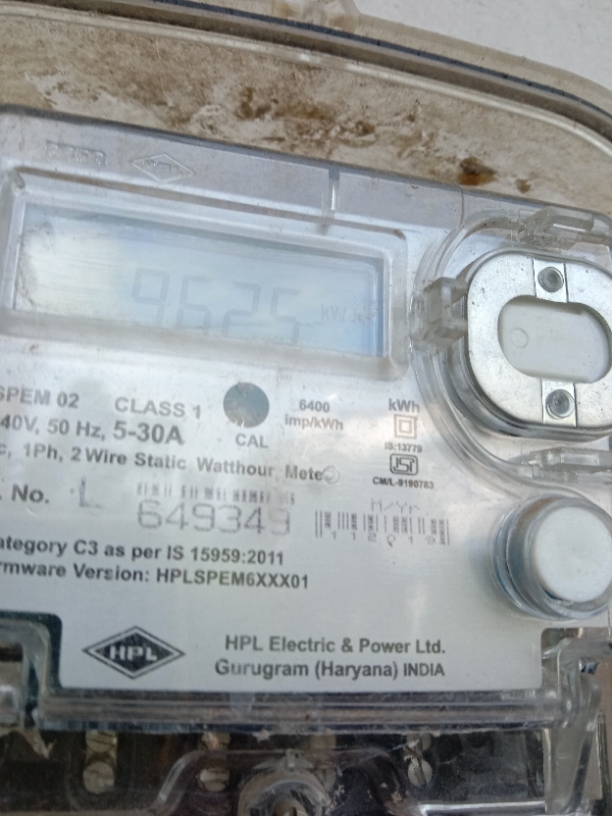 9625 kWh
SPEM 02 CLASS 1 6400 imp/kWh kWh
40V, 50 Hz, 5-30A CAL IS:13779
c, 1Ph, 2 Wire Static Watthour Meter
CM/L-9190783
. No. L 649349 M/Yr
112019
ategory C3 as per IS 15959:2011
rmware Version: HPLSPEM6XXX01
HPL
HPL Electric & Power Ltd.
Gurugram (Haryana) INDIA